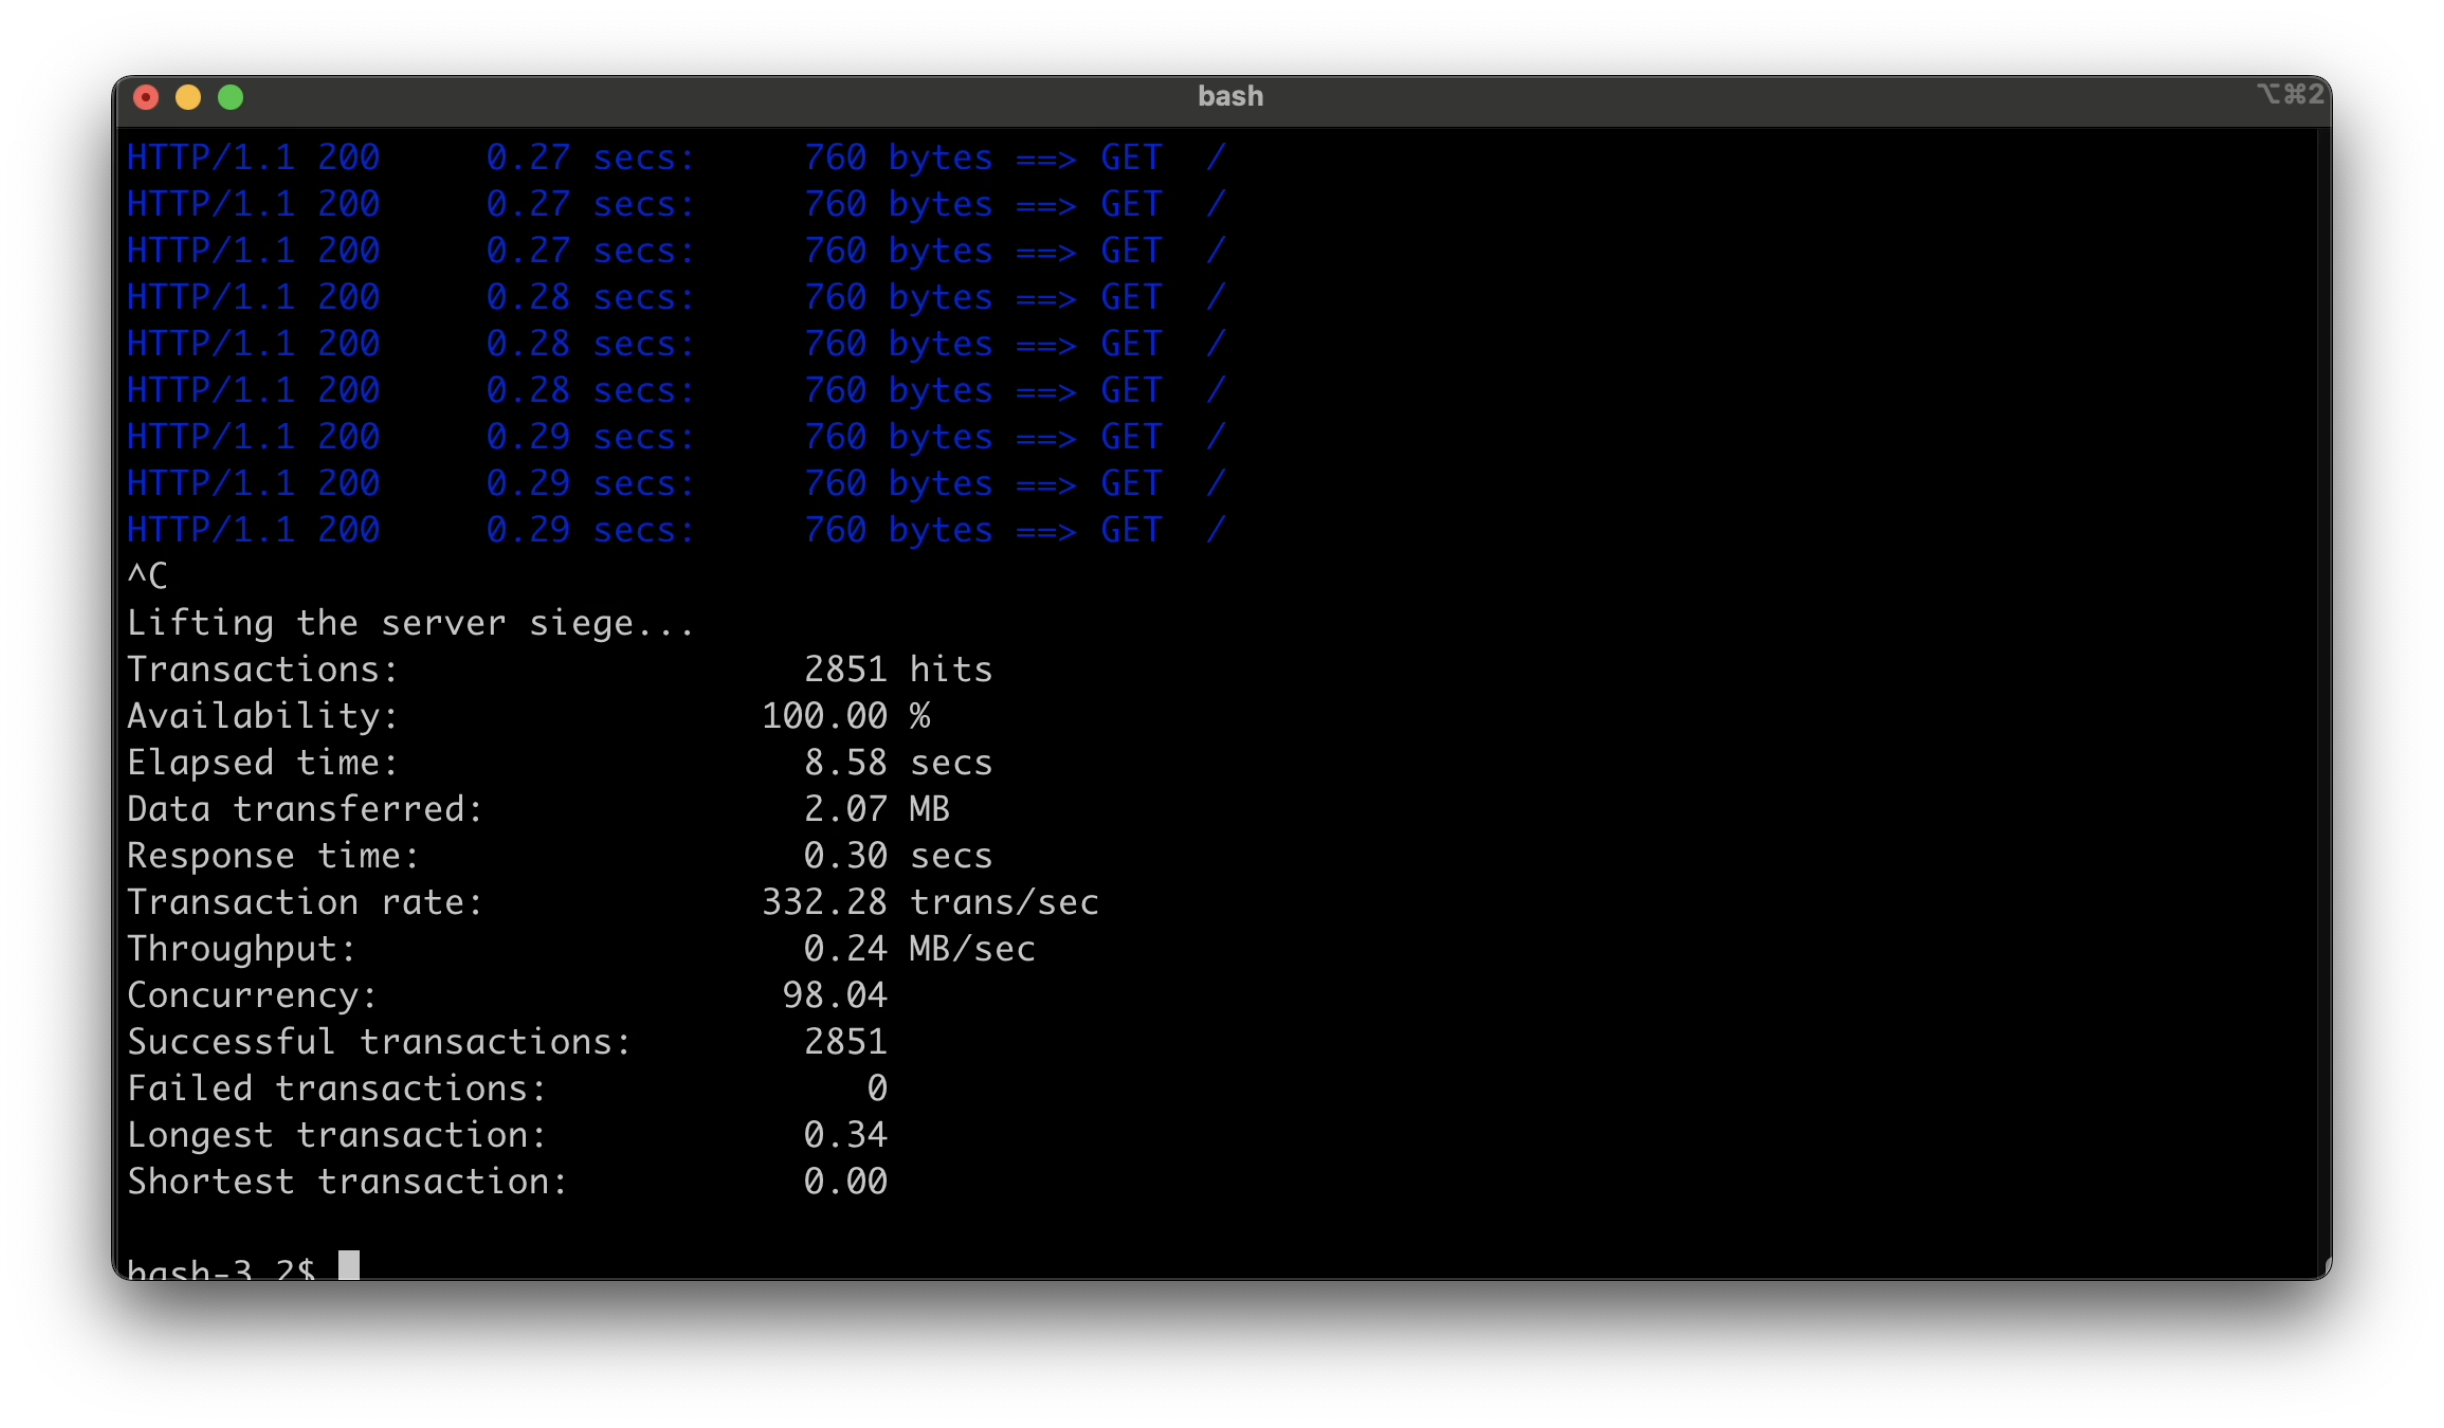 bash
⌥⌘2
HTTP/1.1 200     0.27 secs:     760 bytes ==> GET  /
HTTP/1.1 200     0.27 secs:     760 bytes ==> GET  /
HTTP/1.1 200     0.27 secs:     760 bytes ==> GET  /
HTTP/1.1 200     0.28 secs:     760 bytes ==> GET  /
HTTP/1.1 200     0.28 secs:     760 bytes ==> GET  /
HTTP/1.1 200     0.28 secs:     760 bytes ==> GET  /
HTTP/1.1 200     0.29 secs:     760 bytes ==> GET  /
HTTP/1.1 200     0.29 secs:     760 bytes ==> GET  /
HTTP/1.1 200     0.29 secs:     760 bytes ==> GET  /
^C
Lifting the server siege...
Transactions:                   2851 hits
Availability:                 100.00 %
Elapsed time:                   8.58 secs
Data transferred:               2.07 MB
Response time:                  0.30 secs
Transaction rate:             332.28 trans/sec
Throughput:                     0.24 MB/sec
Concurrency:                   98.04
Successful transactions:        2851
Failed transactions:               0
Longest transaction:            0.34
Shortest transaction:           0.00
bash-3.2$